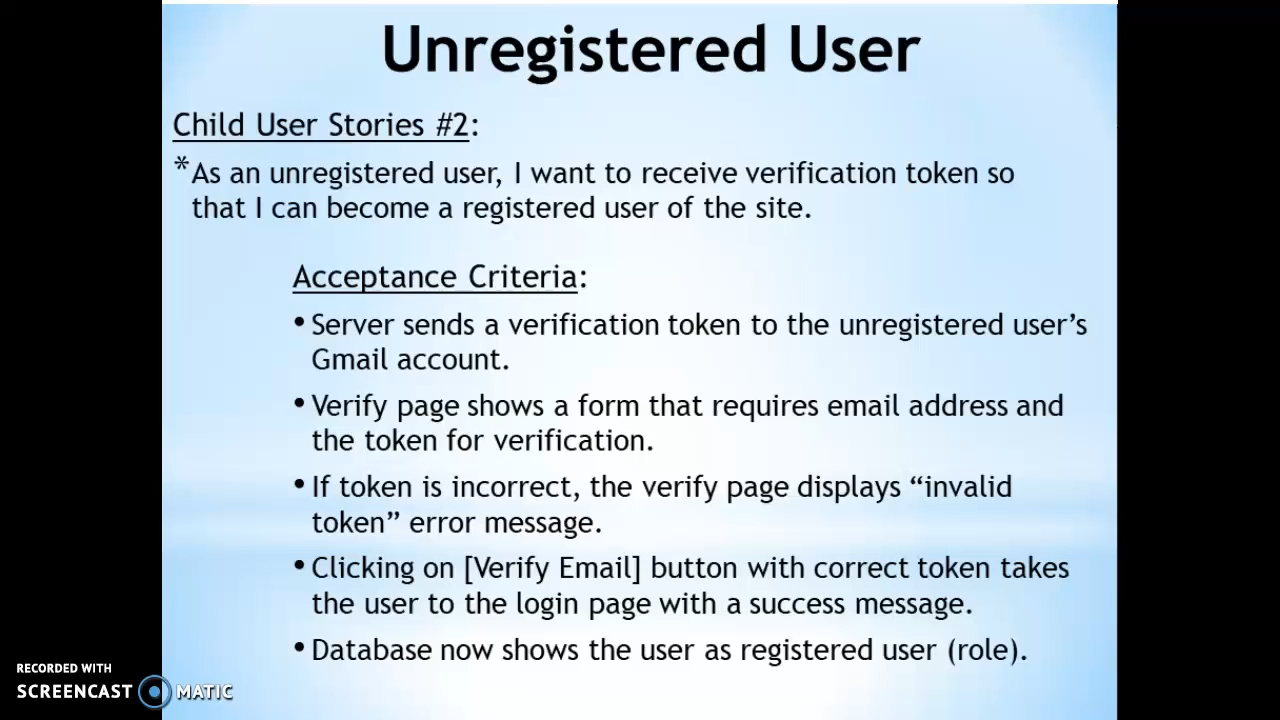 Unregistered User
Child User Stories #2:
*As an unregistered user, I want to receive verification token so
that I can become a registered user of the site.
Acceptance Criteria:
•Server sends a verification token to the unregistered user’s
Gmail account.
•Verify page shows a form that requires email address and
the token for verification.
•If token is incorrect, the verify page displays “invalid
token” error message.
•Clicking on [Verify Email] button with correct token takes
the user to the login page with a success message.
•Database now shows the user as registered user (role).
RECORDED WITH
SCREENCAST MATIC